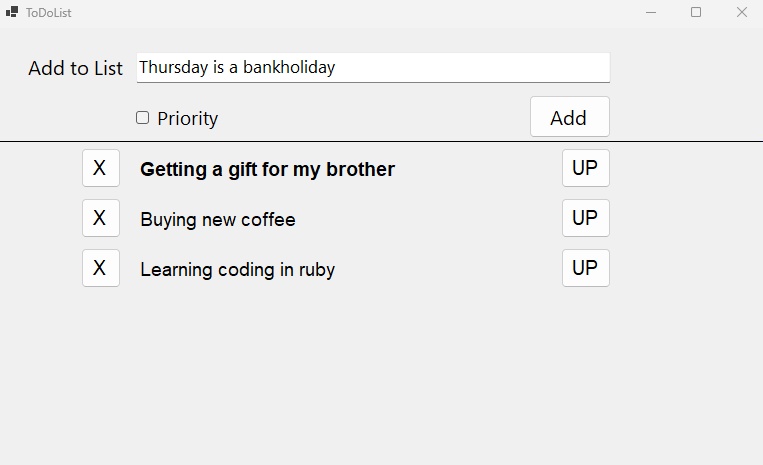 ToDoList
Add to List Thursday is a bankholiday
Priority Add
X Getting a gift for my brother UP
X Buying new coffee UP
X Learning coding in ruby UP